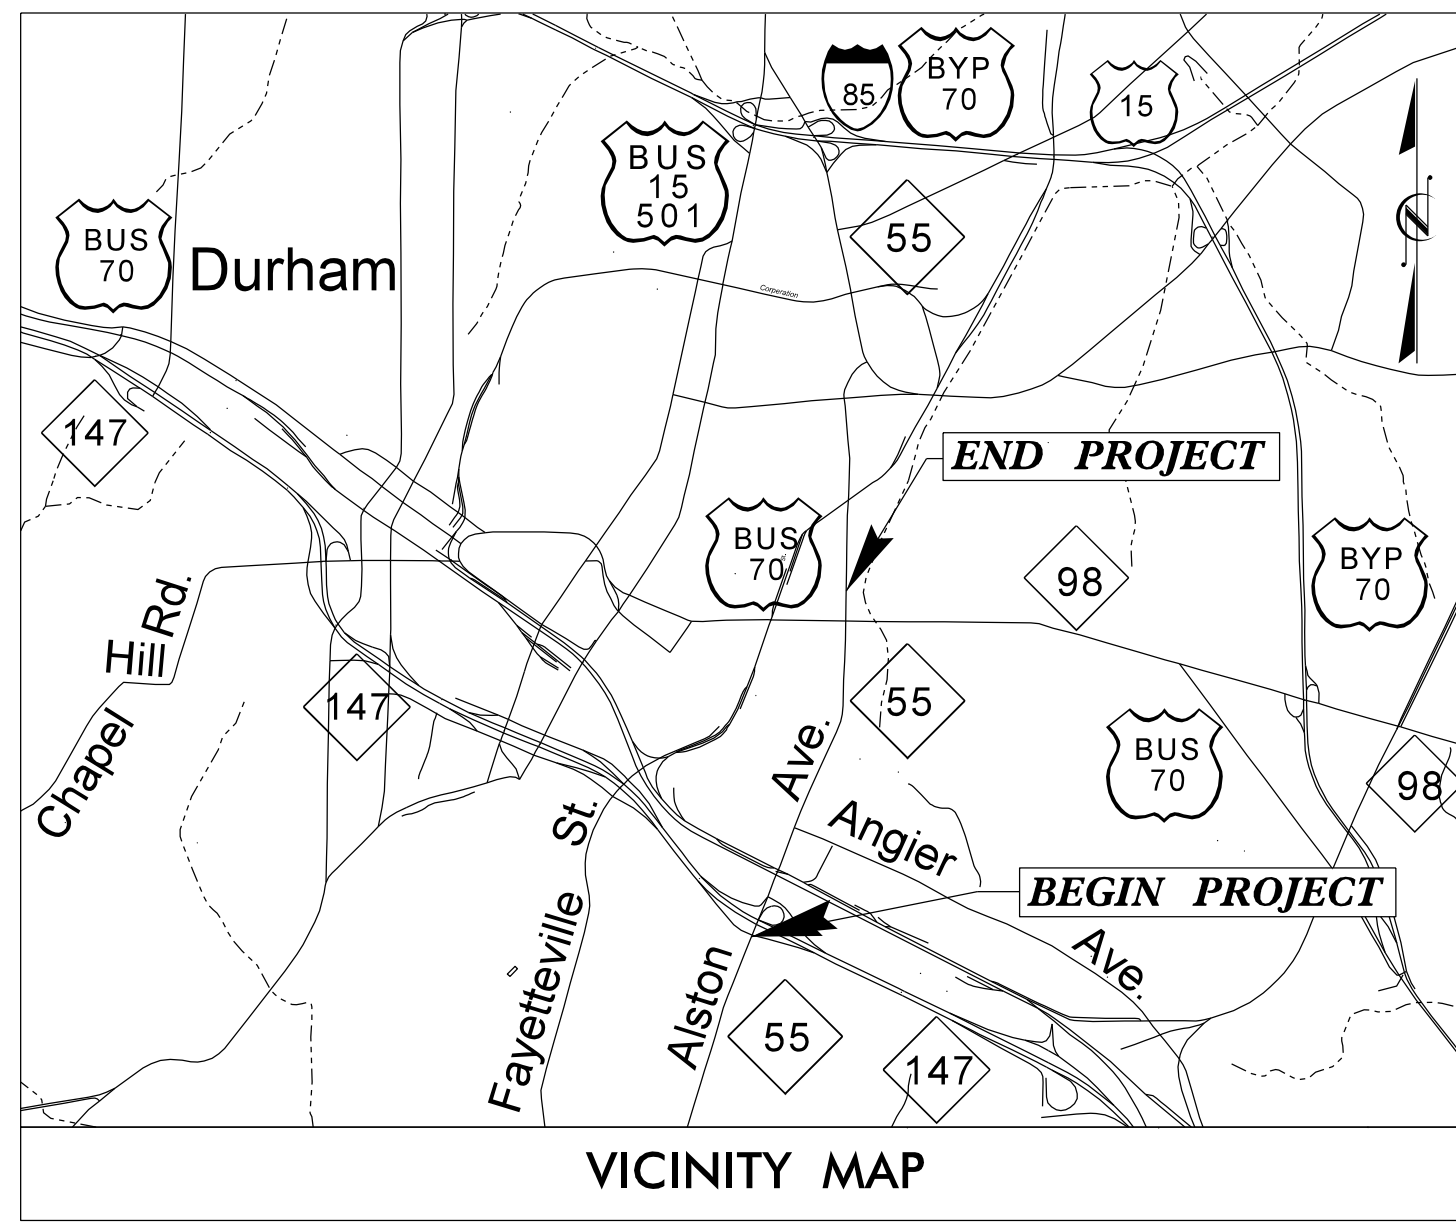 85
BYP
70
15
BUS
15
501
55
BUS
70
Durham
Corperation
147
END PROJECT
BUS
70
98
BYP
70
Hill Rd.
Chapel
147
55
BUS
70
98
Ave.
Angier
St.
BEGIN PROJECT
Fayetteville
Ave.
Alston
55
147
VICINITY MAP